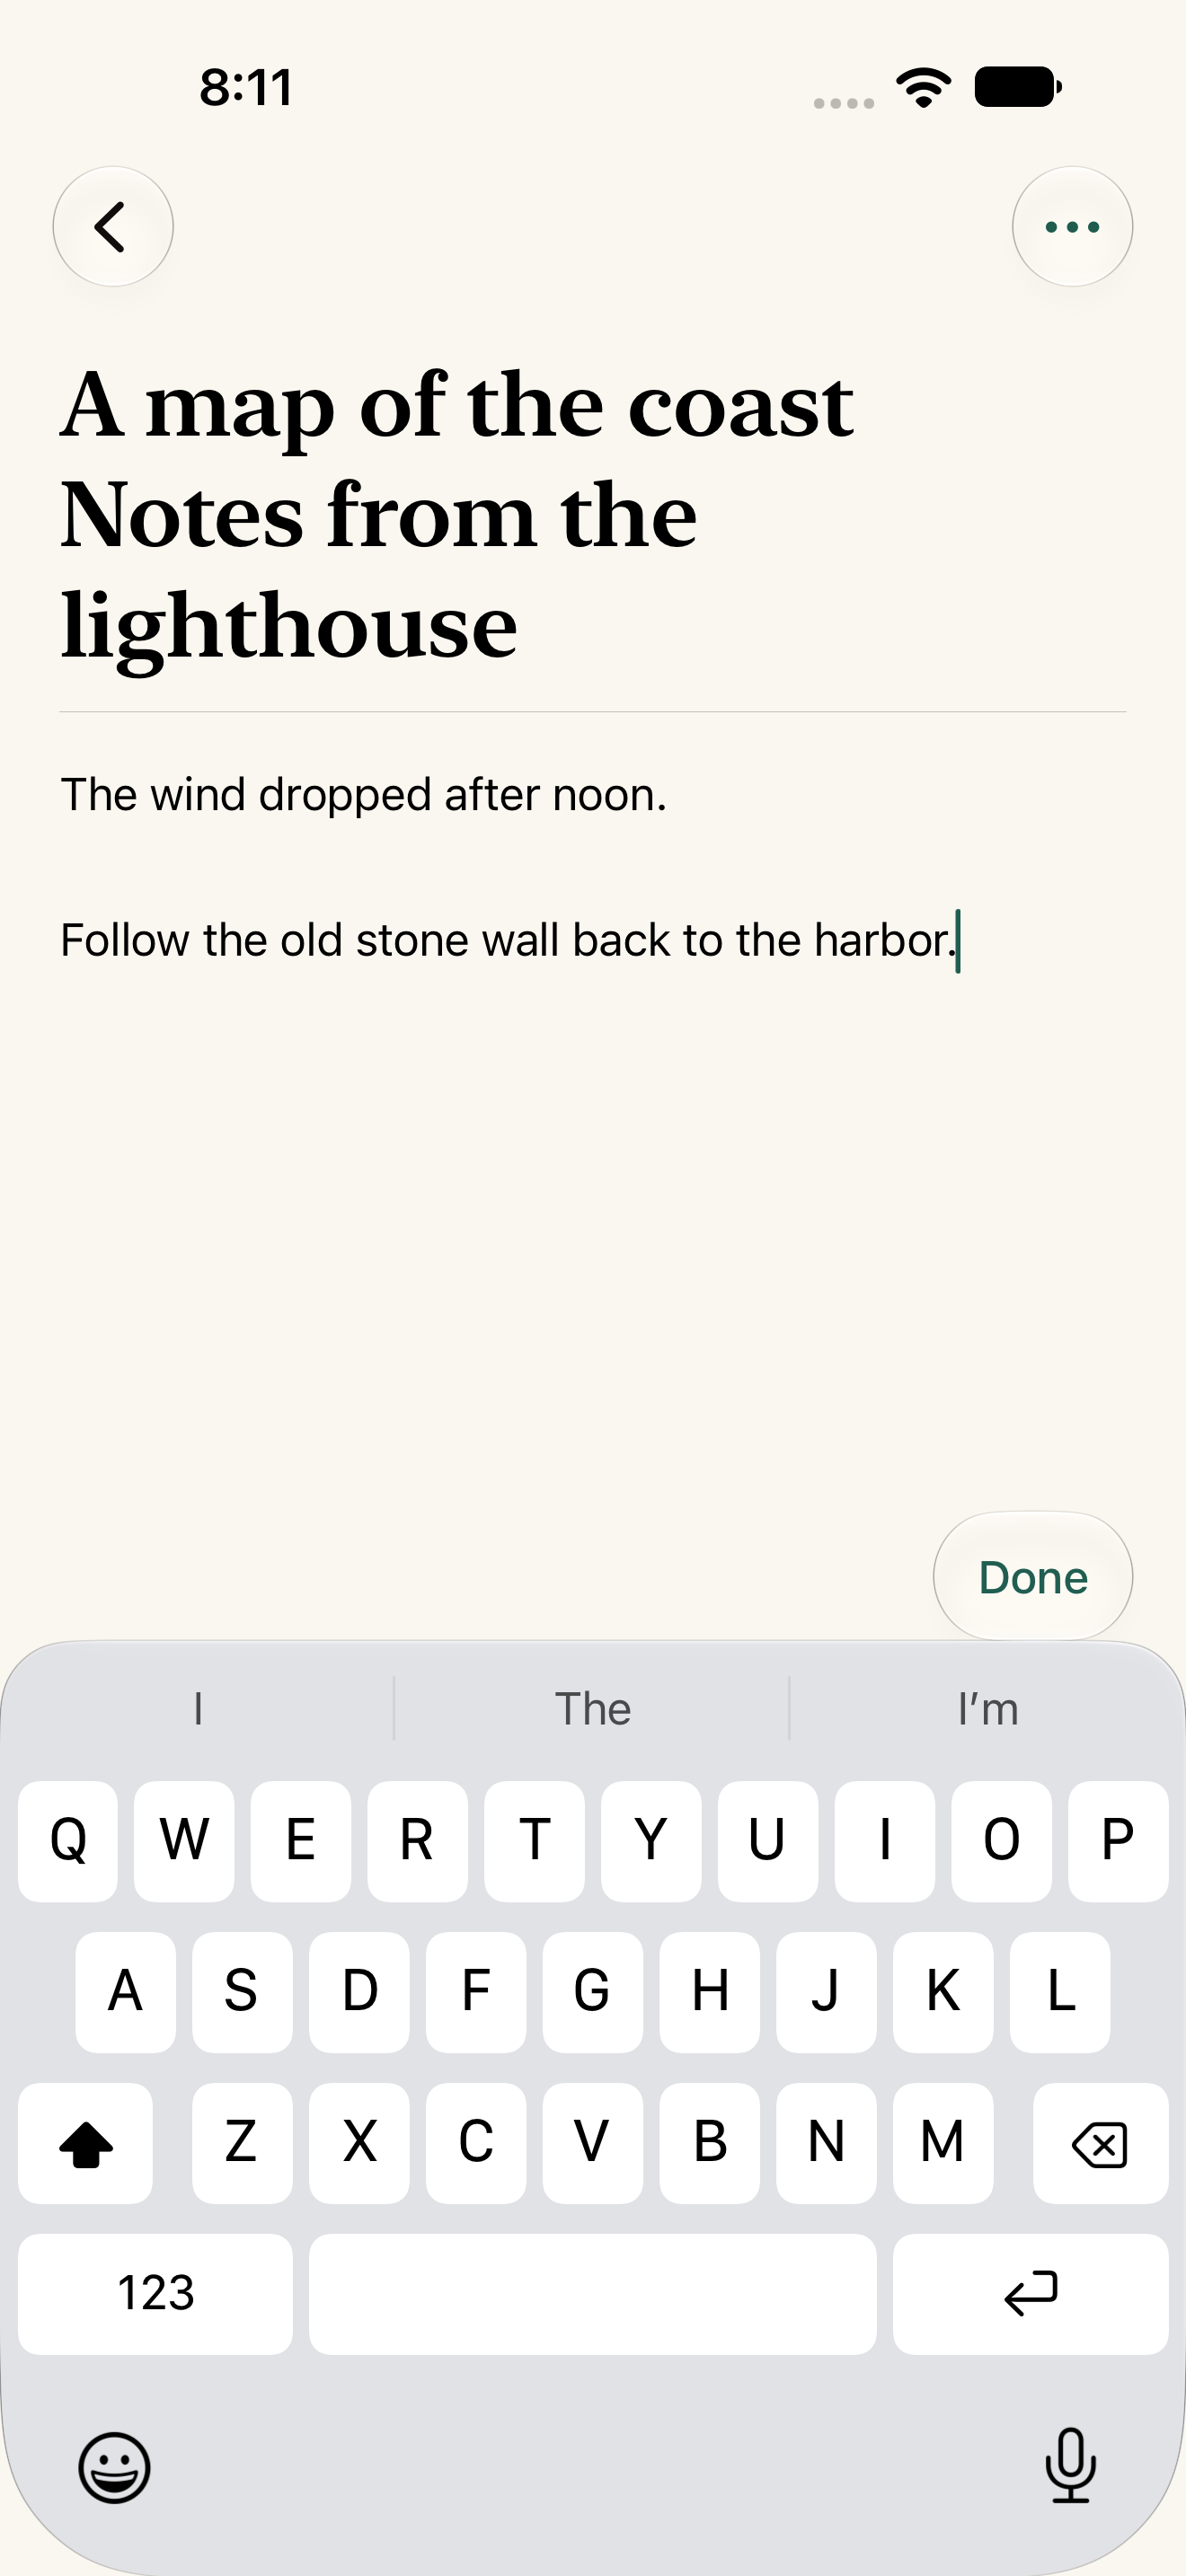 8:11
A map of the coast
Notes from the
lighthouse
The wind dropped after noon.
Follow the old stone wall back to the harbor.
Done
I The I’m
Q W E R T Y U I O P
A S D F G H J K L
Z X C V B N M
123